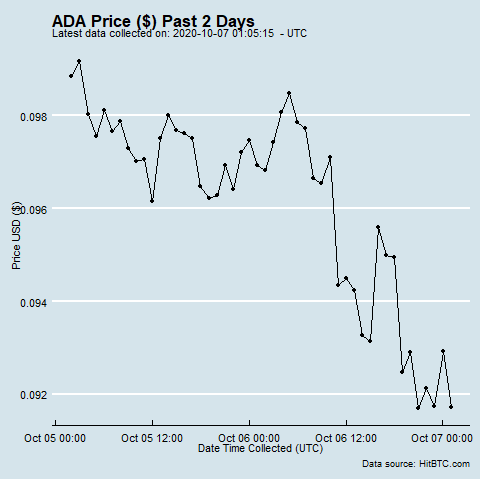 ADA Price ($) Past 2 Days
Latest data collected on: 2020-10-07 01:05:15  - UTC
0.098
0.096
0.094
0.092
Price USD ($)
Oct 05 00:00 Oct 05 12:00 Oct 06 00:00 Oct 06 12:00 Oct 07 00:00
Date Time Collected (UTC)
Data source: HitBTC.com